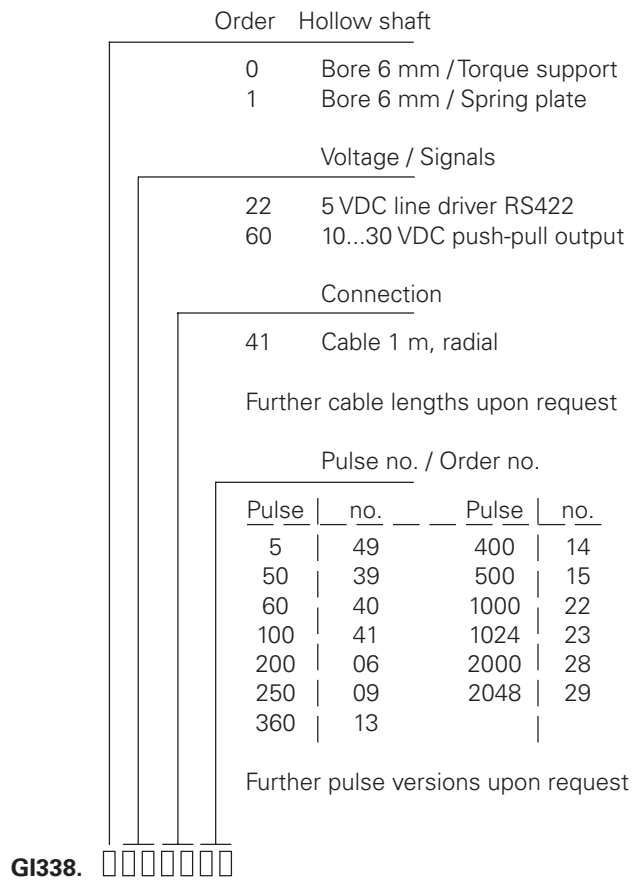 Order Hollow shaft
0 Bore 6 mm / Torque support
1 Bore 6 mm / Spring plate
Voltage / Signals
22 5 VDC line driver RS422
60 10...30 VDC push-pull output
Connection
41 Cable 1 m, radial
Further cable lengths upon request
Pulse no. / Order no.
Pulse no. Pulse no.
5 49 400 14
50 39 500 15
60 40 1000 22
100 41 1024 23
200 06 2000 28
250 09 2048 29
360 13
Further pulse versions upon request
GI338.